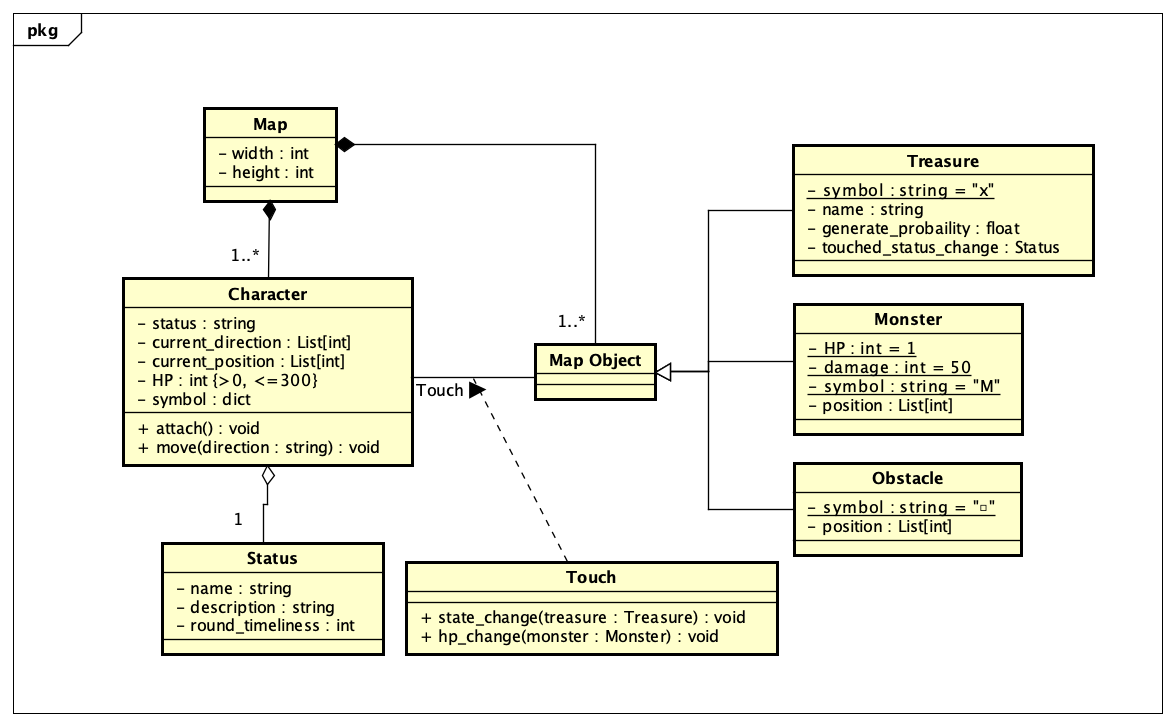 pkg
Map
- width : int
- height : int
1..*
1..*
Character
- status : string
- current_direction : List[int]
- current_position : List[int]
- HP : int {>0, <=300}
- symbol : dict
+ attach() : void
+ move(direction : string) : void
Touch
Map Object
Treasure
- symbol : string = "x"
- name : string
- generate_probaility : float
- touched_status_change : Status
Monster
- HP : int = 1
- damage : int = 50
- symbol : string = "M"
- position : List[int]
Obstacle
- symbol : string = "□"
- position : List[int]
1
Status
- name : string
- description : string
- round_timeliness : int
Touch
+ state_change(treasure : Treasure) : void
+ hp_change(monster : Monster) : void